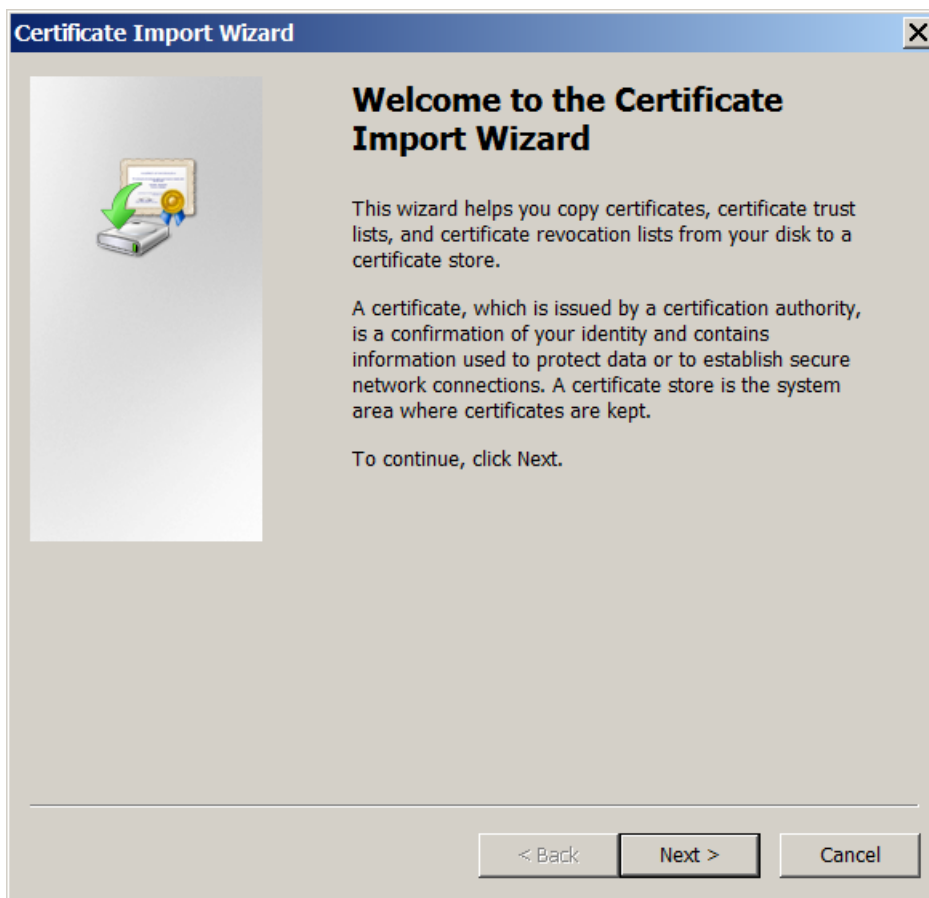 Certificate Import Wizard
Welcome to the Certificate
Import Wizard
This wizard helps you copy certificates, certificate trust
lists, and certificate revocation lists from your disk to a
certificate store.
A certificate, which is issued by a certification authority,
is a confirmation of your identity and contains
information used to protect data or to establish secure
network connections. A certificate store is the system
area where certificates are kept.
To continue, click Next.
< Back
Next >
Cancel